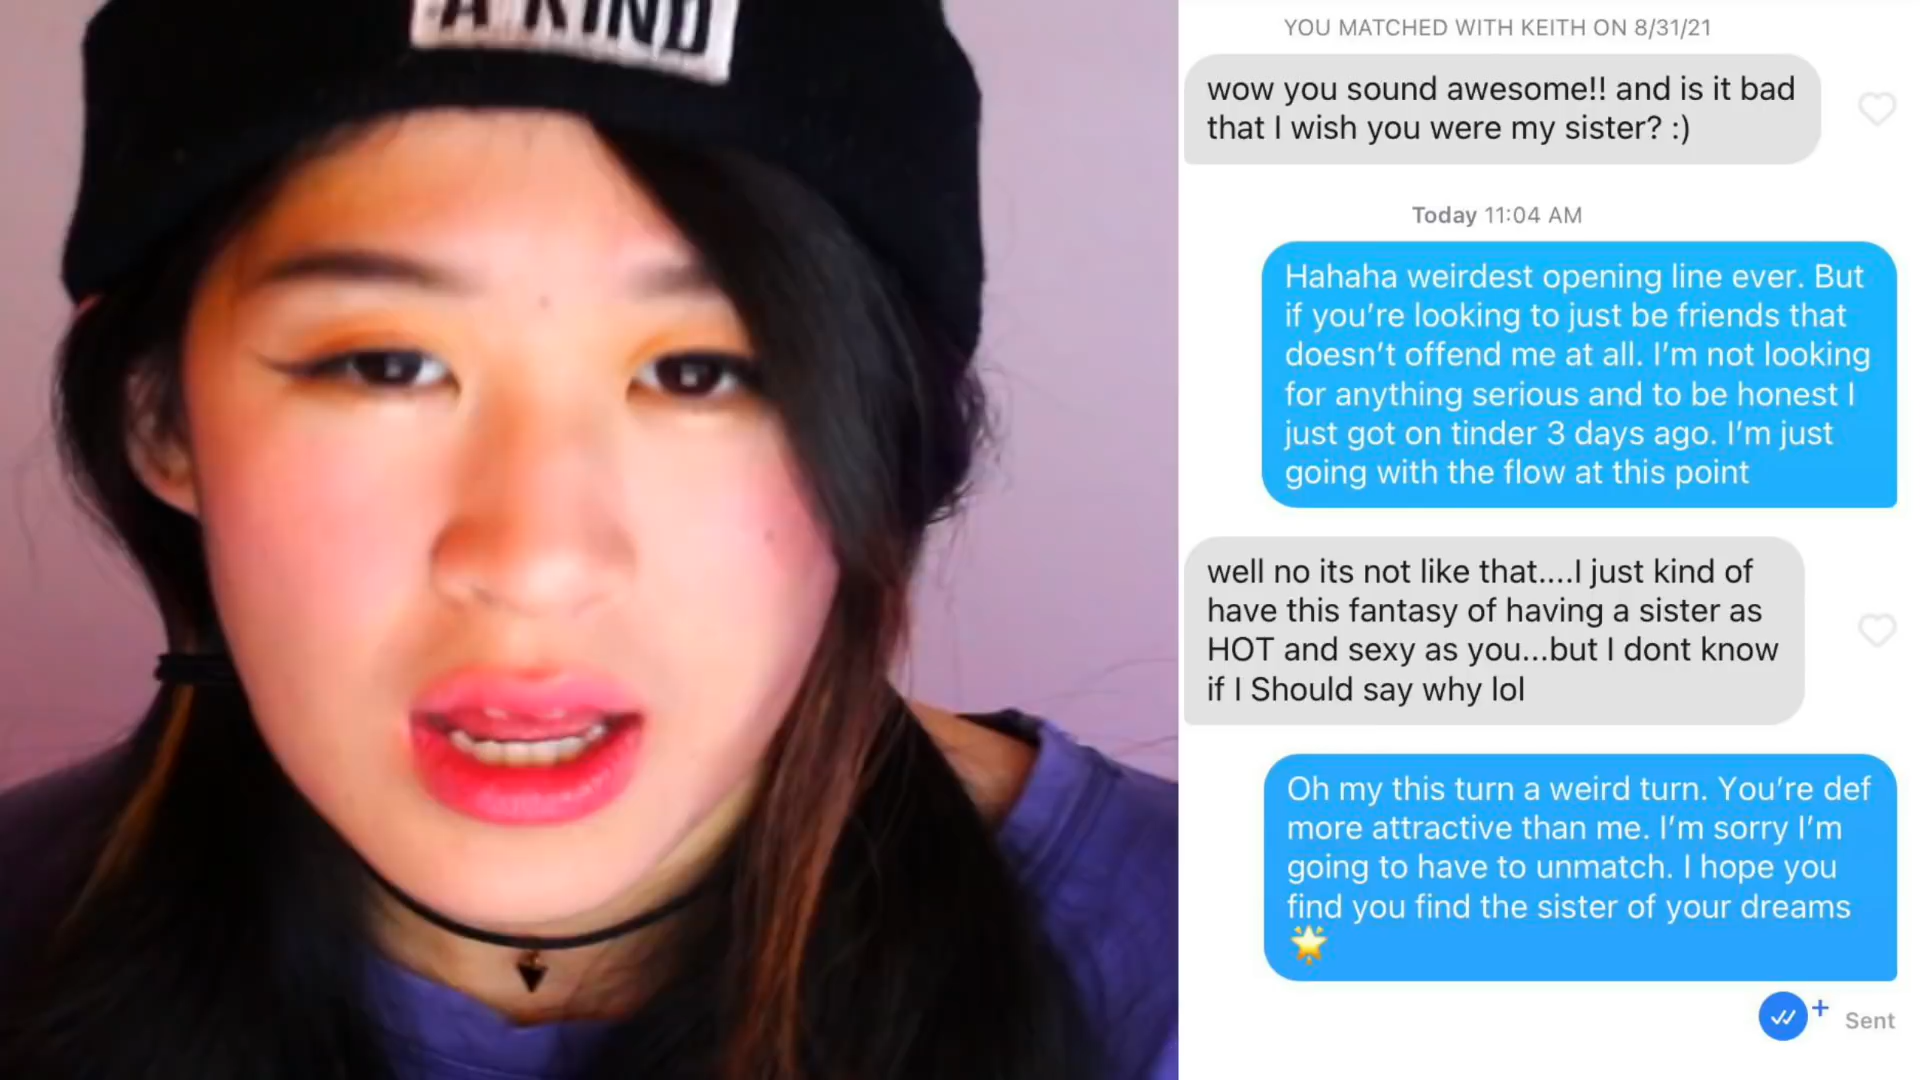 A KIND
YOU MATCHED WITH KEITH ON 8/31/21
wow you sound awesome!! and is it bad
that I wish you were my sister? :)
Today 11:04 AM
Hahaha weirdest opening line ever. But
if you’re looking to just be friends that
doesn’t offend me at all. I’m not looking
for anything serious and to be honest I
just got on tinder 3 days ago. I’m just
going with the flow at this point
well no its not like that....I just kind of
have this fantasy of having a sister as
HOT and sexy as you...but I dont know
if I Should say why lol
Oh my this turn a weird turn. You’re def
more attractive than me. I’m sorry I’m
going to have to unmatch. I hope you
find you find the sister of your dreams
🌟
Sent